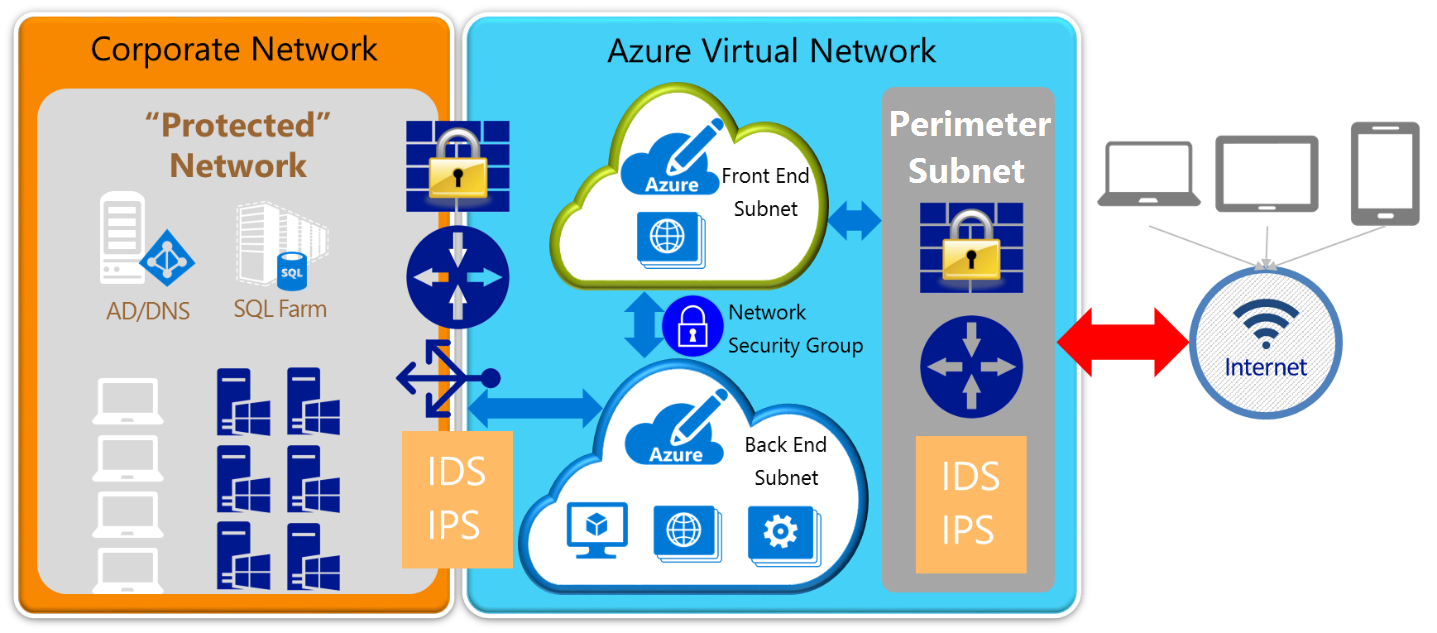 Corporate Network
“Protected”
Network
AD/DNS
SQL
SQL Farm
IDS
IPS
Azure Virtual Network
Azure
Front End
Subnet
Network
Security Group
Azure
Back End
Subnet
Perimeter
Subnet
IDS
IPS
Internet